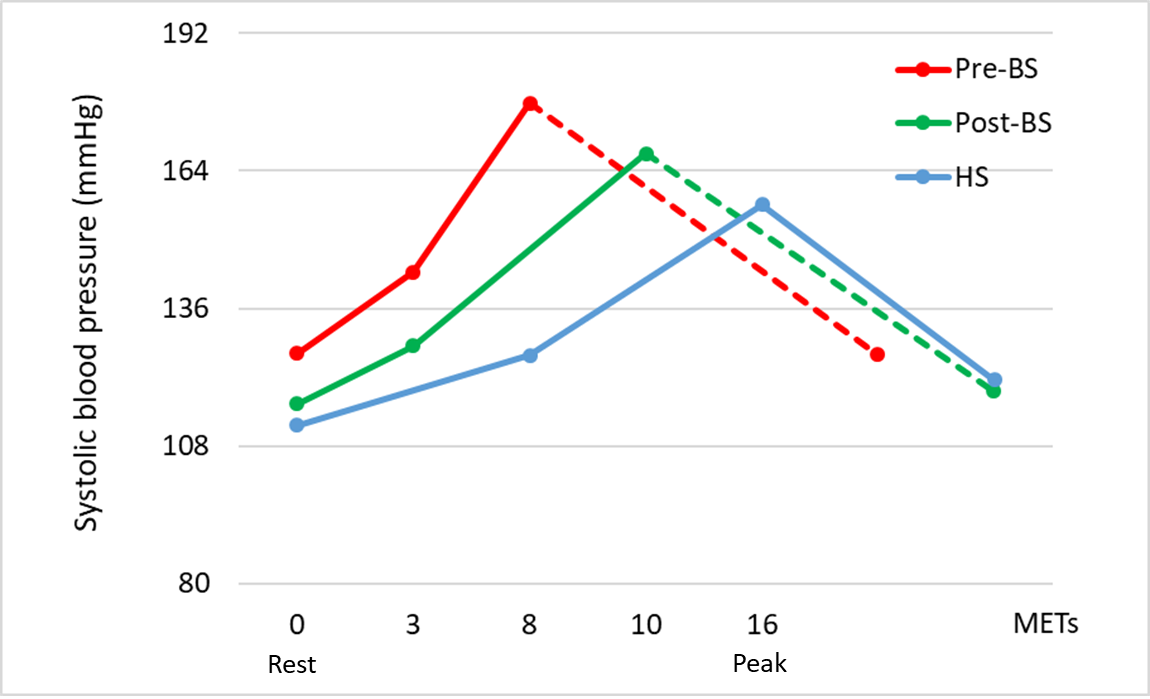 192
164
136
108
80
Systolic blood pressure (mmHg)
Pre-BS
Post-BS
HS
0 3 8 10 16 METs
Rest Peak